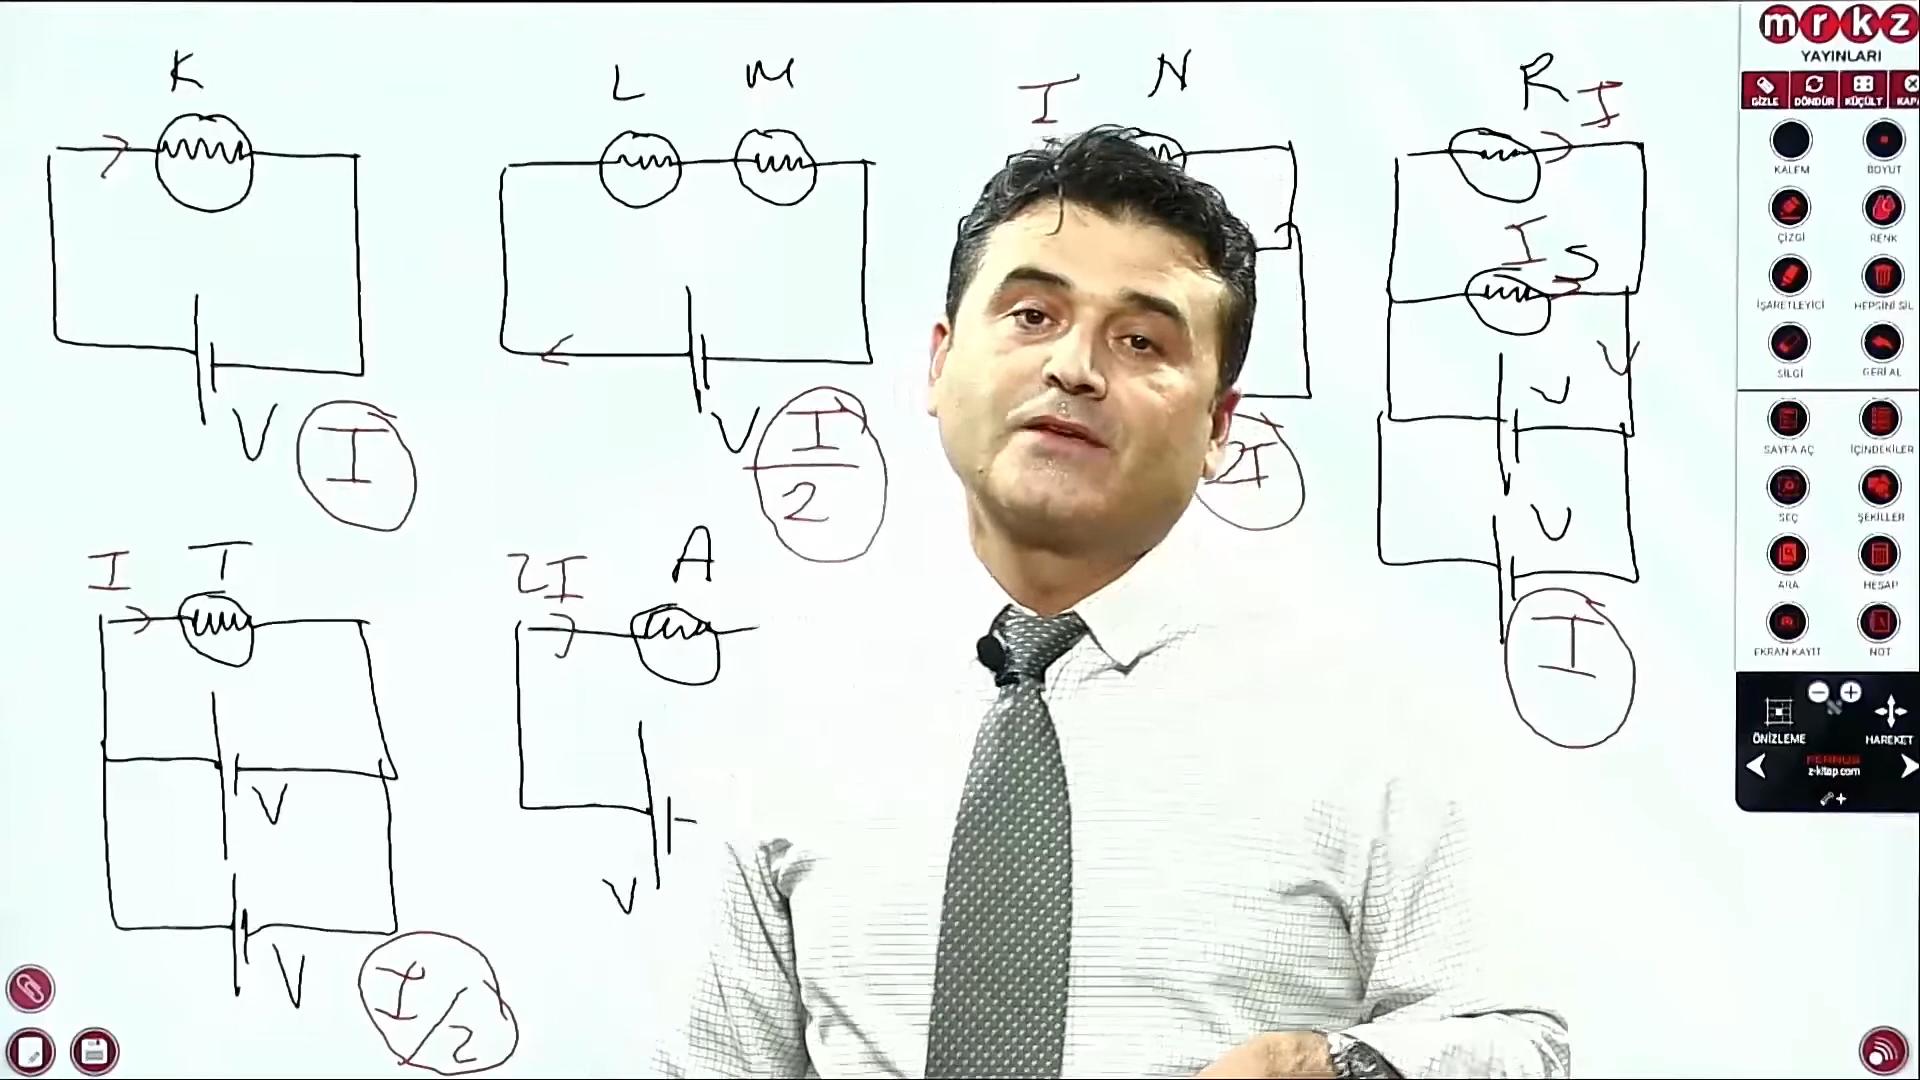 K
V
I
L
M
V
I
2
I
N
2I
R
I
I
S
V
V
V
I
I
T
V
V
I/2
2I
A
V
mrkz
YAYINLARI
GİZLE
DÖNDÜR
KÜÇÜLT
KAPA
KALEM
BOYUT
ÇİZGİ
RENK
İŞARETLEYİCİ
HEPSİNİ SİL
SİLGİ
GERİ AL
SAYFA AÇ
İÇİNDEKİLER
SEÇ
ŞEKİLLER
ARA
HESAP
EKRAN KAYIT
NOT
ÖNİZLEME
HAREKET
FERNUS
z-kitap.com